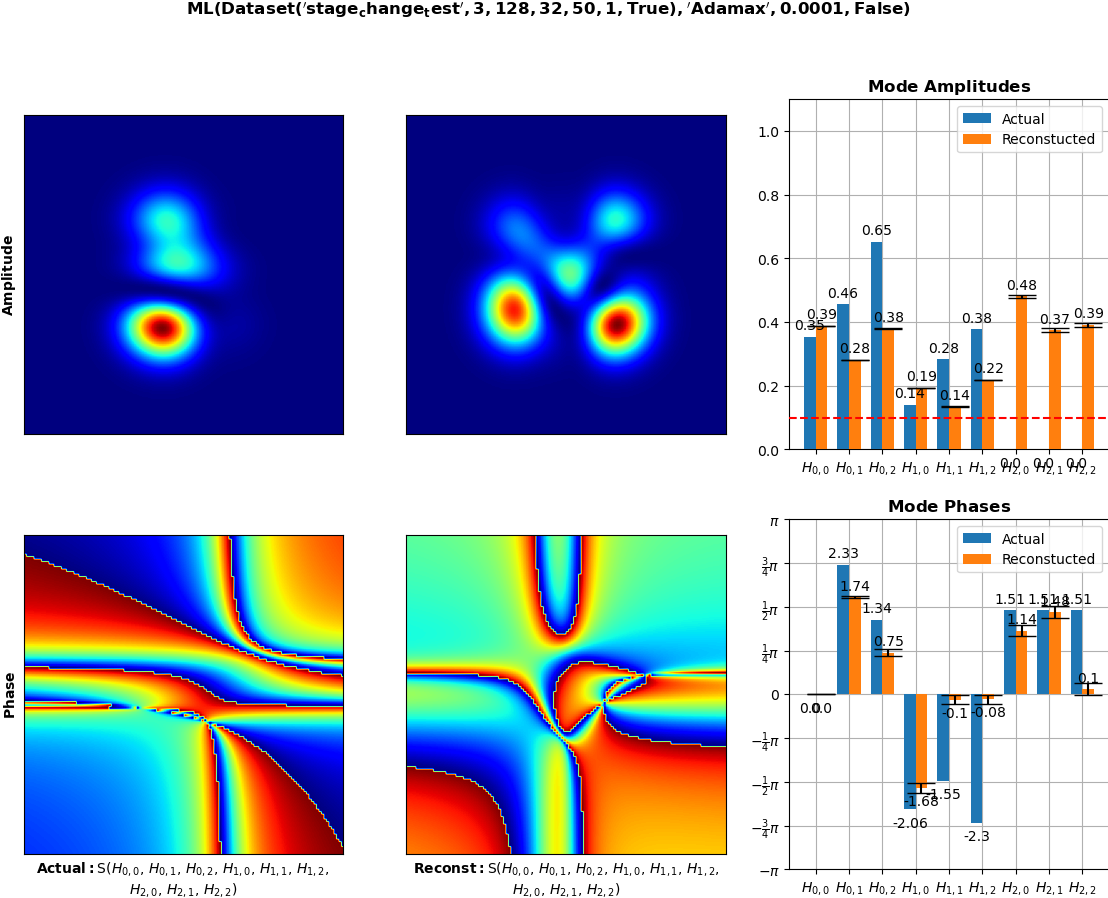 ML(Dataset('stage_change_test', 3, 128, 32, 50, 1, True), 'Adamax', 0.0001, False)
Amplitude
Mode Amplitudes
Actual
Reconstucted
1.0
0.8
0.6
0.4
0.2
0.0
0.35 0.46 0.65 0.14 0.28 0.38 0.0 0.0 0.0
0.39 0.28 0.38 0.19 0.14 0.22 0.48 0.37 0.39
H0,0 H0,1 H0,2 H1,0 H1,1 H1,2 H2,0 H2,1 H2,2
Phase
Mode Phases
Actual
Reconstucted
π
3/4π
1/2π
1/4π
0
−1/4π
−1/2π
−3/4π
−π
0.0 2.33 1.34 -2.06 -1.55 -2.3 1.51 1.51 1.51
0.0 1.74 0.75 -1.68 -0.1 -0.08 1.14 1.48 0.1
H0,0 H0,1 H0,2 H1,0 H1,1 H1,2 H2,0 H2,1 H2,2
Actual: S(H0,0, H0,1, H0,2, H1,0, H1,1, H1,2,
H2,0, H2,1, H2,2)
Reconst: S(H0,0, H0,1, H0,2, H1,0, H1,1, H1,2,
H2,0, H2,1, H2,2)